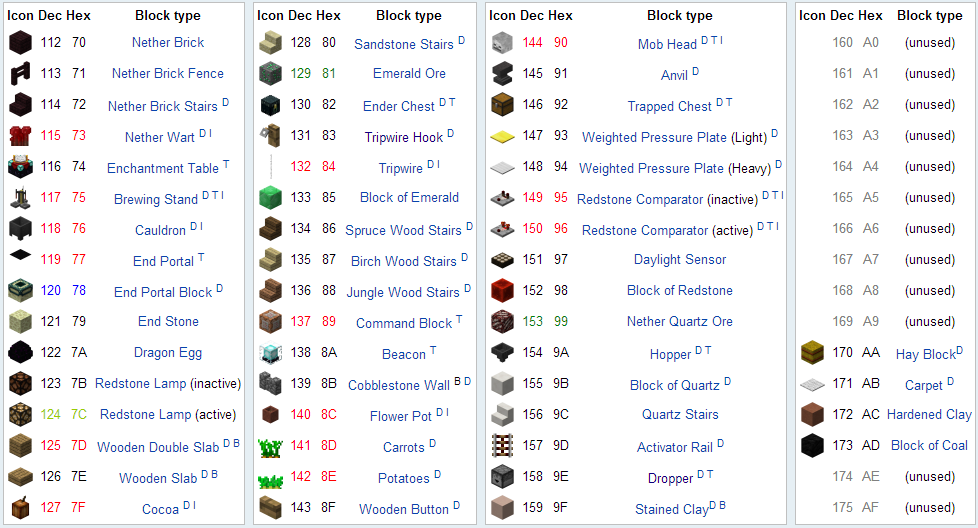 Icon Dec Hex Block type
112 70 Nether Brick
113 71 Nether Brick Fence
114 72 Nether Brick Stairs D
115 73 Nether Wart D I
116 74 Enchantment Table T
117 75 Brewing Stand D T I
118 76 Cauldron D I
119 77 End Portal T
120 78 End Portal Block D
121 79 End Stone
122 7A Dragon Egg
123 7B Redstone Lamp (inactive)
124 7C Redstone Lamp (active)
125 7D Wooden Double Slab D B
126 7E Wooden Slab D B
127 7F Cocoa D I
Icon Dec Hex Block type
128 80 Sandstone Stairs D
129 81 Emerald Ore
130 82 Ender Chest D T
131 83 Tripwire Hook D
132 84 Tripwire D I
133 85 Block of Emerald
134 86 Spruce Wood Stairs D
135 87 Birch Wood Stairs D
136 88 Jungle Wood Stairs D
137 89 Command Block T
138 8A Beacon T
139 8B Cobblestone Wall B D
140 8C Flower Pot D I
141 8D Carrots D
142 8E Potatoes D
143 8F Wooden Button D
Icon Dec Hex Block type
144 90 Mob Head D T I
145 91 Anvil D
146 92 Trapped Chest D T
147 93 Weighted Pressure Plate (Light) D
148 94 Weighted Pressure Plate (Heavy) D
149 95 Redstone Comparator (inactive) D T I
150 96 Redstone Comparator (active) D T I
151 97 Daylight Sensor
152 98 Block of Redstone
153 99 Nether Quartz Ore
154 9A Hopper D T
155 9B Block of Quartz D
156 9C Quartz Stairs
157 9D Activator Rail D
158 9E Dropper D T
159 9F Stained Clay D B
Icon Dec Hex Block type
160 A0 (unused)
161 A1 (unused)
162 A2 (unused)
163 A3 (unused)
164 A4 (unused)
165 A5 (unused)
166 A6 (unused)
167 A7 (unused)
168 A8 (unused)
169 A9 (unused)
170 AA Hay Block D
171 AB Carpet D
172 AC Hardened Clay
173 AD Block of Coal
174 AE (unused)
175 AF (unused)